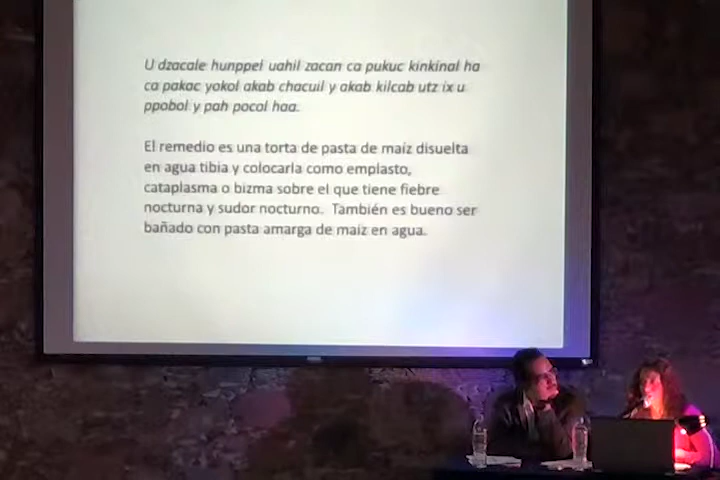 U dzacale hunppel uahil zacan ca pukuc kinkinal ha
ca pakac yokol akab chacuil y akab kilcab utz ix u
ppobol y pah pocol haa.
El remedio es una torta de pasta de maíz disuelta
en agua tibia y colocarla como emplasto,
cataplasma o bizma sobre el que tiene fiebre
nocturna y sudor nocturno. También es bueno ser
bañado con pasta amarga de maíz en agua.